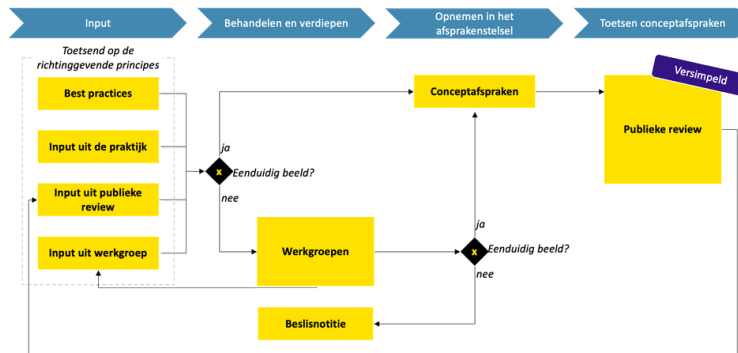 Input
Behandelen en verdiepen
Opnemen in het
afsprakenstelsel
Toetsen conceptafspraken
Toetsend op de
richtinggevende principes
Versimpeld
Best practices
Conceptafspraken
Publieke review
Input uit de praktijk
ja
x
Eenduidig beeld?
nee
Input uit publieke
review
Input uit werkgroep
Werkgroepen
ja
x
Eenduidig beeld?
nee
Beslisnotitie